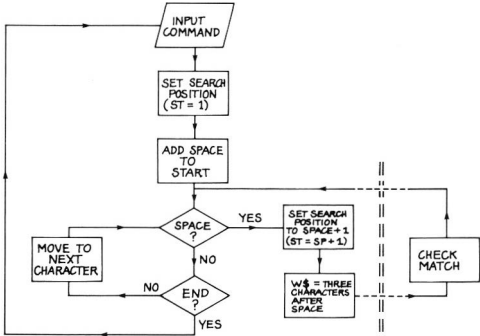 INPUT
COMMAND
SET SEARCH
POSITION
(ST = 1)
ADD SPACE
TO
START
SPACE
?
YES
NO
SET SEARCH
POSITION
TO SPACE+1
(ST = SP+1)
MOVE TO
NEXT
CHARACTER
NO
END
?
YES
W$ = THREE
CHARACTERS
AFTER
SPACE
CHECK
MATCH